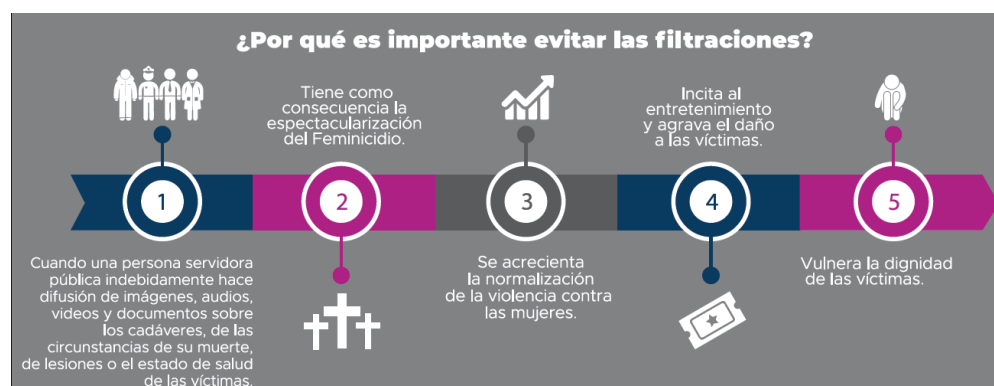 ¿Por qué es importante evitar las filtraciones?
1
Cuando una persona servidora
pública indebidamente hace
difusión de imágenes, audios,
videos y documentos sobre
los cadáveres, de las
circunstancias de su muerte,
de lesiones o el estado de salud
de las víctimas.
Tiene como
consecuencia la
espectacularización
del Feminicidio.
2
3
Se acrecienta
la normalización
de la violencia contra
las mujeres.
Incita al
entretenimiento
y agrava el daño
a las víctimas.
4
5
Vulnera la dignidad
de las víctimas.